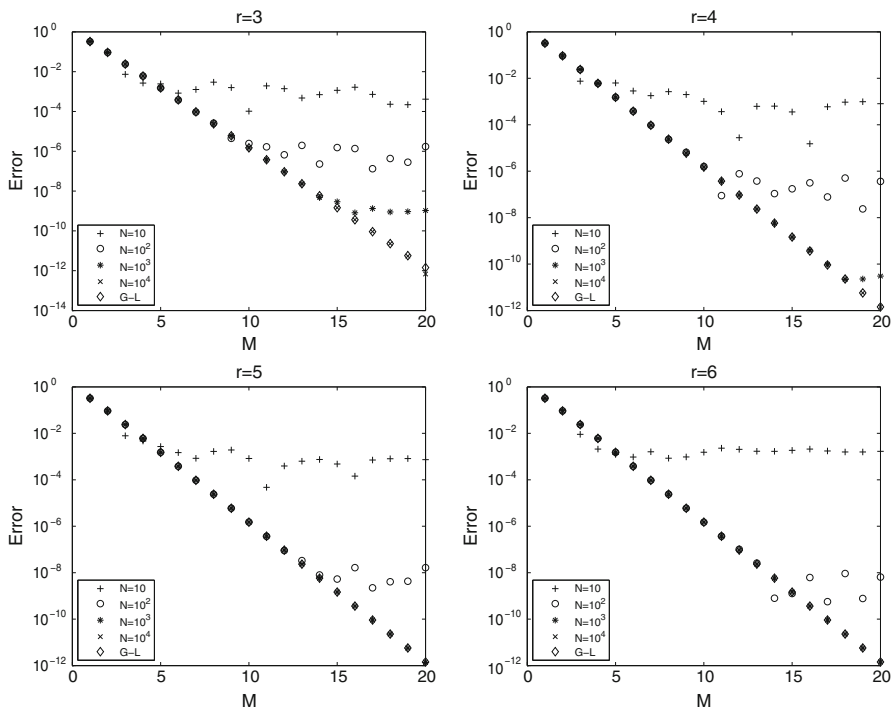 r=3
10^0
10^-2
10^-4
10^-6
10^-8
10^-10
10^-12
10^-14
Error
N=10
N=10^2
N=10^3
N=10^4
G-L
0 5 10 15 20
M
r=4
10^0
10^-2
10^-4
10^-6
10^-8
10^-10
10^-12
Error
N=10
N=10^2
N=10^3
N=10^4
G-L
0 5 10 15 20
M
r=5
10^0
10^-2
10^-4
10^-6
10^-8
10^-10
10^-12
Error
N=10
N=10^2
N=10^3
N=10^4
G-L
0 5 10 15 20
M
r=6
10^0
10^-2
10^-4
10^-6
10^-8
10^-10
10^-12
Error
N=10
N=10^2
N=10^3
N=10^4
G-L
0 5 10 15 20
M